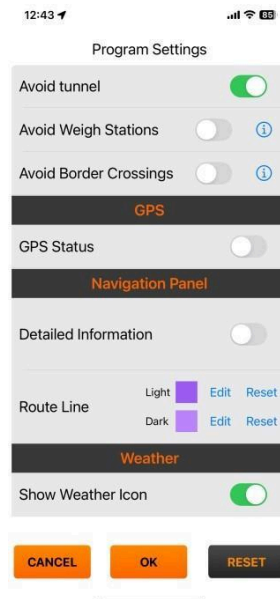 12:43
85
Program Settings
Avoid tunnel
Avoid Weigh Stations
Avoid Border Crossings
GPS
GPS Status
Navigation Panel
Detailed Information
Light Edit Reset
Route Line
Dark Edit Reset
Weather
Show Weather Icon
CANCEL OK RESET